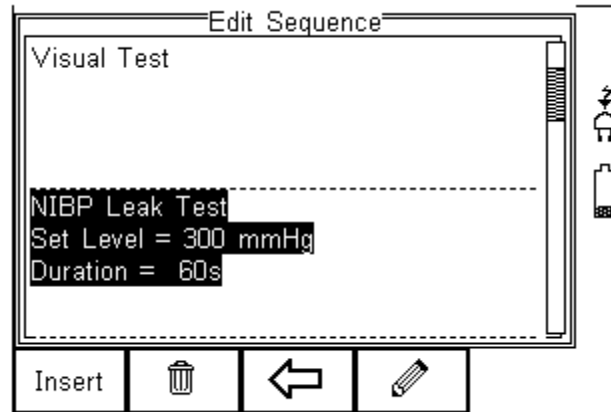 Edit Sequence
Visual Test
NIBP Leak Test
Set Level = 300 mmHg
Duration =  60s
Insert